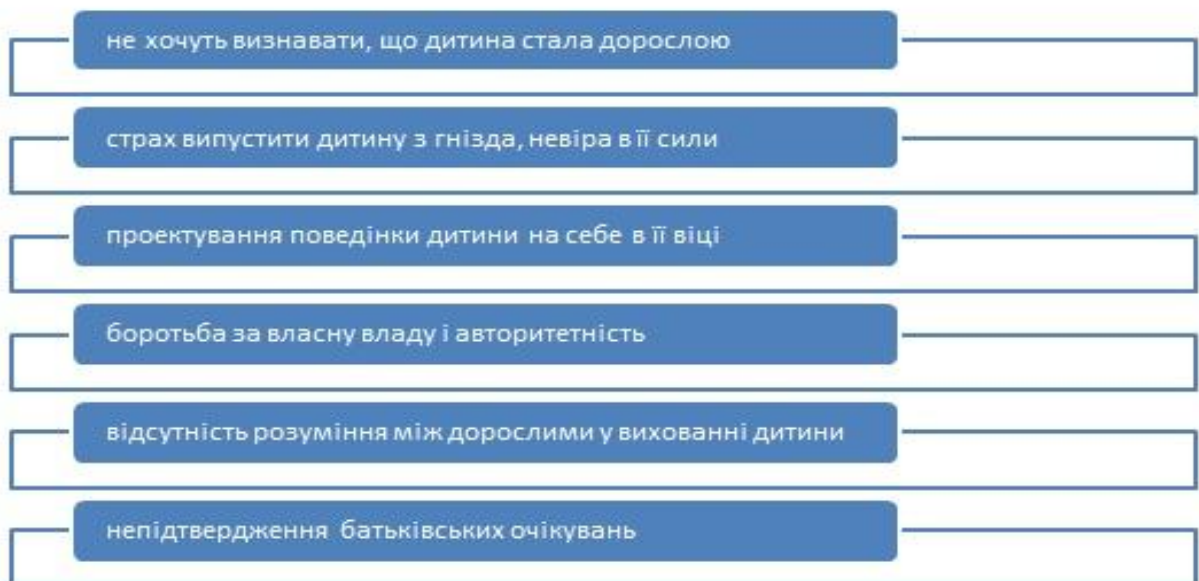 не хочуть визнавати, що дитина стала дорослою
страх випустити дитину з гнізда, невіра в її сили
проектування поведінки дитини на себе в її віці
боротьба за власну владу і авторитетність
відсутність розуміння між дорослими у вихованні дитини
непідтвердження батьківських очікувань